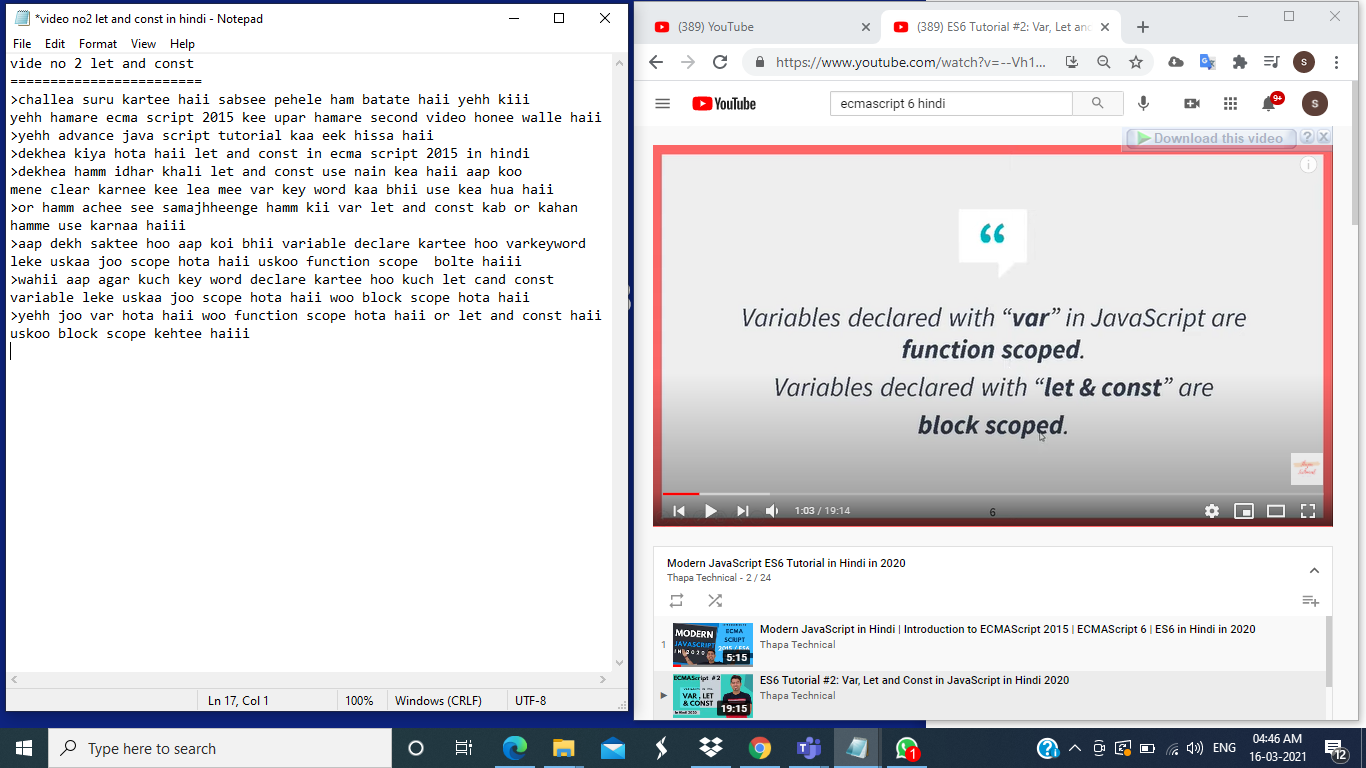 *video no2 let and const in hindi - Notepad
File Edit Format View Help
vide no 2 let and const
========================
>challea suru kartee haii sabsee pehele ham batate haii yehh kiii
yehh hamare ecma script 2015 kee upar hamare second video honee walle haii
>yehh advance java script tutorial kaa eek hissa haii
>dekhea kiya hota haii let and const in ecma script 2015 in hindi
>dekhea hamm idhar khali let and const use nain kea haii aap koo
mene clear karnee kee lea mee var key word kaa bhii use kea hua haii
>or hamm achee see samajhheenge hamm kii var let and const kab or kahan
hamme use karnaa haiii
>aap dekh saktee hoo aap koi bhii variable declare kartee hoo varkeyword
leke uskaa joo scope hota haii uskoo function scope  bolte haiii
>wahii aap agar kuch key word declare kartee hoo kuch let cand const
variable leke uskaa joo scope hota haii woo block scope hota haii
>yehh joo var hota haii woo function scope hota haii or let and const haii
uskoo block scope kehtee haiii
Ln 17, Col 1 100% Windows (CRLF) UTF-8
(389) YouTube
(389) ES6 Tutorial #2: Var, Let and
https://www.youtube.com/watch?v=--Vh1...
S
YouTube
ecmascript 6 hindi
9+
S
Download this video ? X
“
Variables declared with “var” in JavaScript are
function scoped.
Variables declared with “let & const” are
block scoped.
1:03 / 19:14
6
Modern JavaScript ES6 Tutorial in Hindi in 2020
Thapa Technical - 2 / 24
1
MODERN
JAVASCRIPT
IN 2020
ECMA
SCRIPT
2015 / ES6
5:15
Modern JavaScript in Hindi | Introduction to ECMAScript 2015 | ECMAScript 6 | ES6 in Hindi in 2020
Thapa Technical
ECMAScript #2
VAR, LET
& CONST
In Hindi 2020
19:15
ES6 Tutorial #2: Var, Let and Const in JavaScript in Hindi 2020
Thapa Technical
Type here to search
1
ENG
04:46 AM
16-03-2021
12